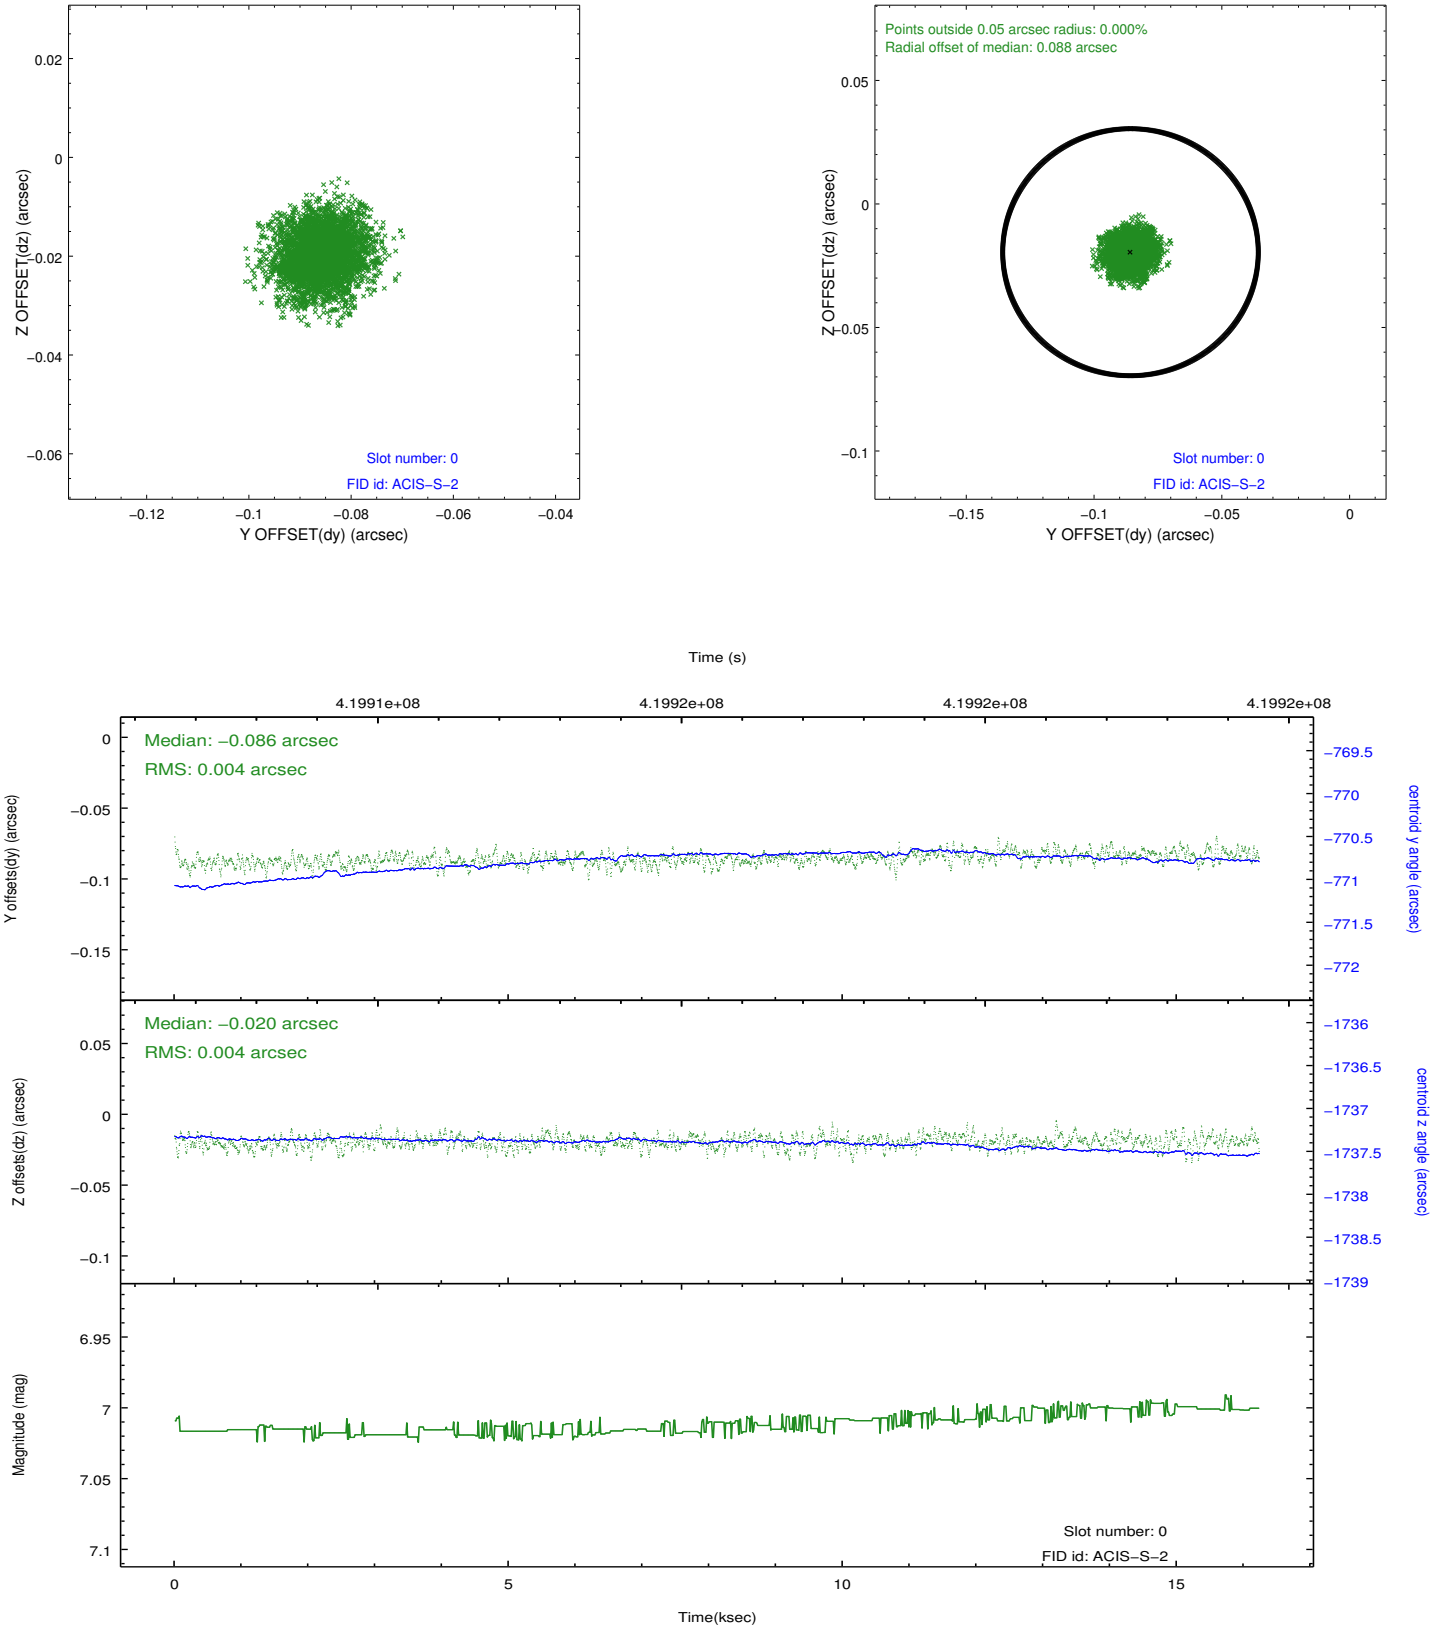 Points outside 0.05 arcsec radius: 0.000%
Radial offset of median: 0.088 arcsec
0.02
0
−0.02
−0.04
−0.06
Z OFFSET(dz) (arcsec)
Slot number: 0
FID id: ACIS−S−2
−0.12
−0.1
−0.08
−0.06
−0.04
Y OFFSET(dy) (arcsec)
0.05
0
−0.05
−0.1
Z OFFSET(dz) (arcsec)
Slot number: 0
FID id: ACIS−S−2
−0.15
−0.1
−0.05
0
Y OFFSET(dy) (arcsec)
Time (s)
4.1991e+08
4.1992e+08
4.1992e+08
4.1992e+08
Median: −0.086 arcsec
RMS: 0.004 arcsec
0
−0.05
−0.1
−0.15
Y offsets(dy) (arcsec)
−769.5
−770
−770.5
−771
−771.5
−772
centroid y angle (arcsec)
Median: −0.020 arcsec
RMS: 0.004 arcsec
0.05
0
−0.05
−0.1
Z offsets(dz) (arcsec)
−1736
−1736.5
−1737
−1737.5
−1738
−1738.5
−1739
centroid z angle (arcsec)
6.95
7
7.05
7.1
Magnitude (mag)
Slot number: 0
FID id: ACIS−S−2
0
5
10
15
Time(ksec)